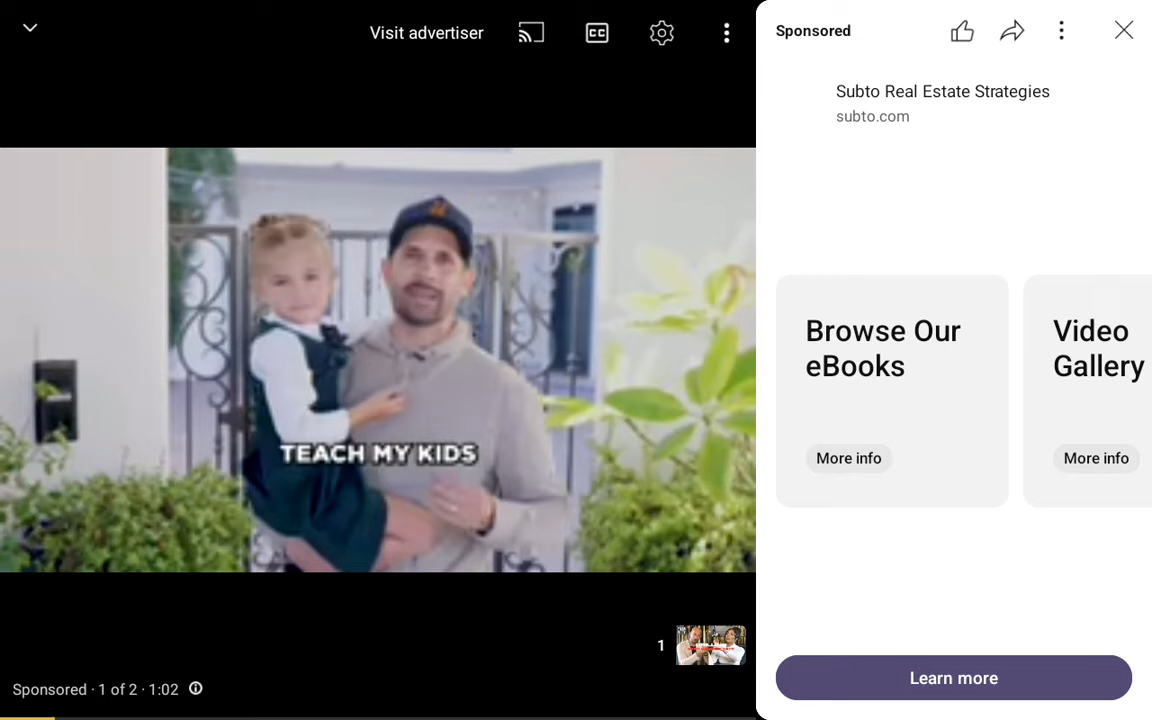 Visit advertiser
CC
TEACH MY KIDS
1
Sponsored · 1 of 2 · 1:02
Sponsored
Subto Real Estate Strategies
subto.com
Browse Our
eBooks
More info
Video
Gallery
More info
Learn more